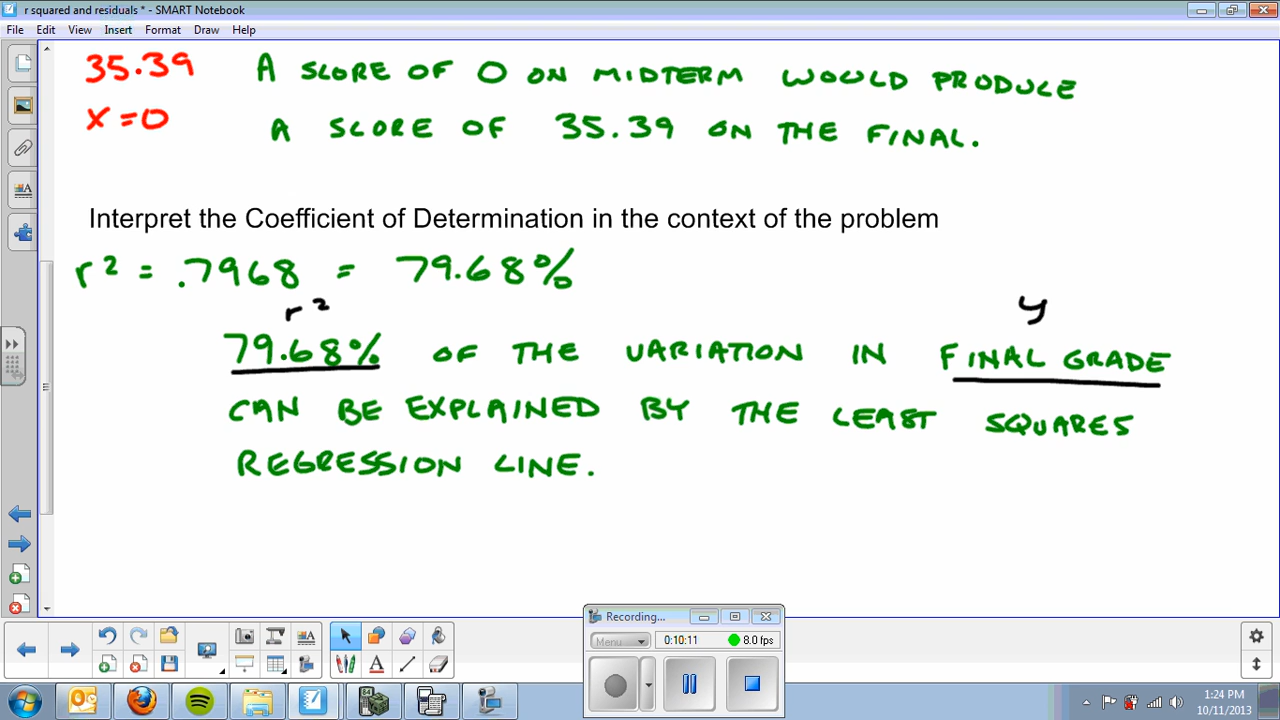 r squared and residuals * - SMART Notebook
File Edit View Insert Format Draw Help
35.39 A SCORE OF 0 ON MIDTERM WOULD PRODUCE
x = 0 A SCORE OF 35.39 ON THE FINAL.
Interpret the Coefficient of Determination in the context of the problem
r² = .7968 = 79.68%
r² y
79.68% OF THE VARIATION IN FINAL GRADE
CAN BE EXPLAINED BY THE LEAST SQUARES
REGRESSION LINE.
Recording...
Menu 0:10:11 8.0 fps
1:24 PM
10/11/2013